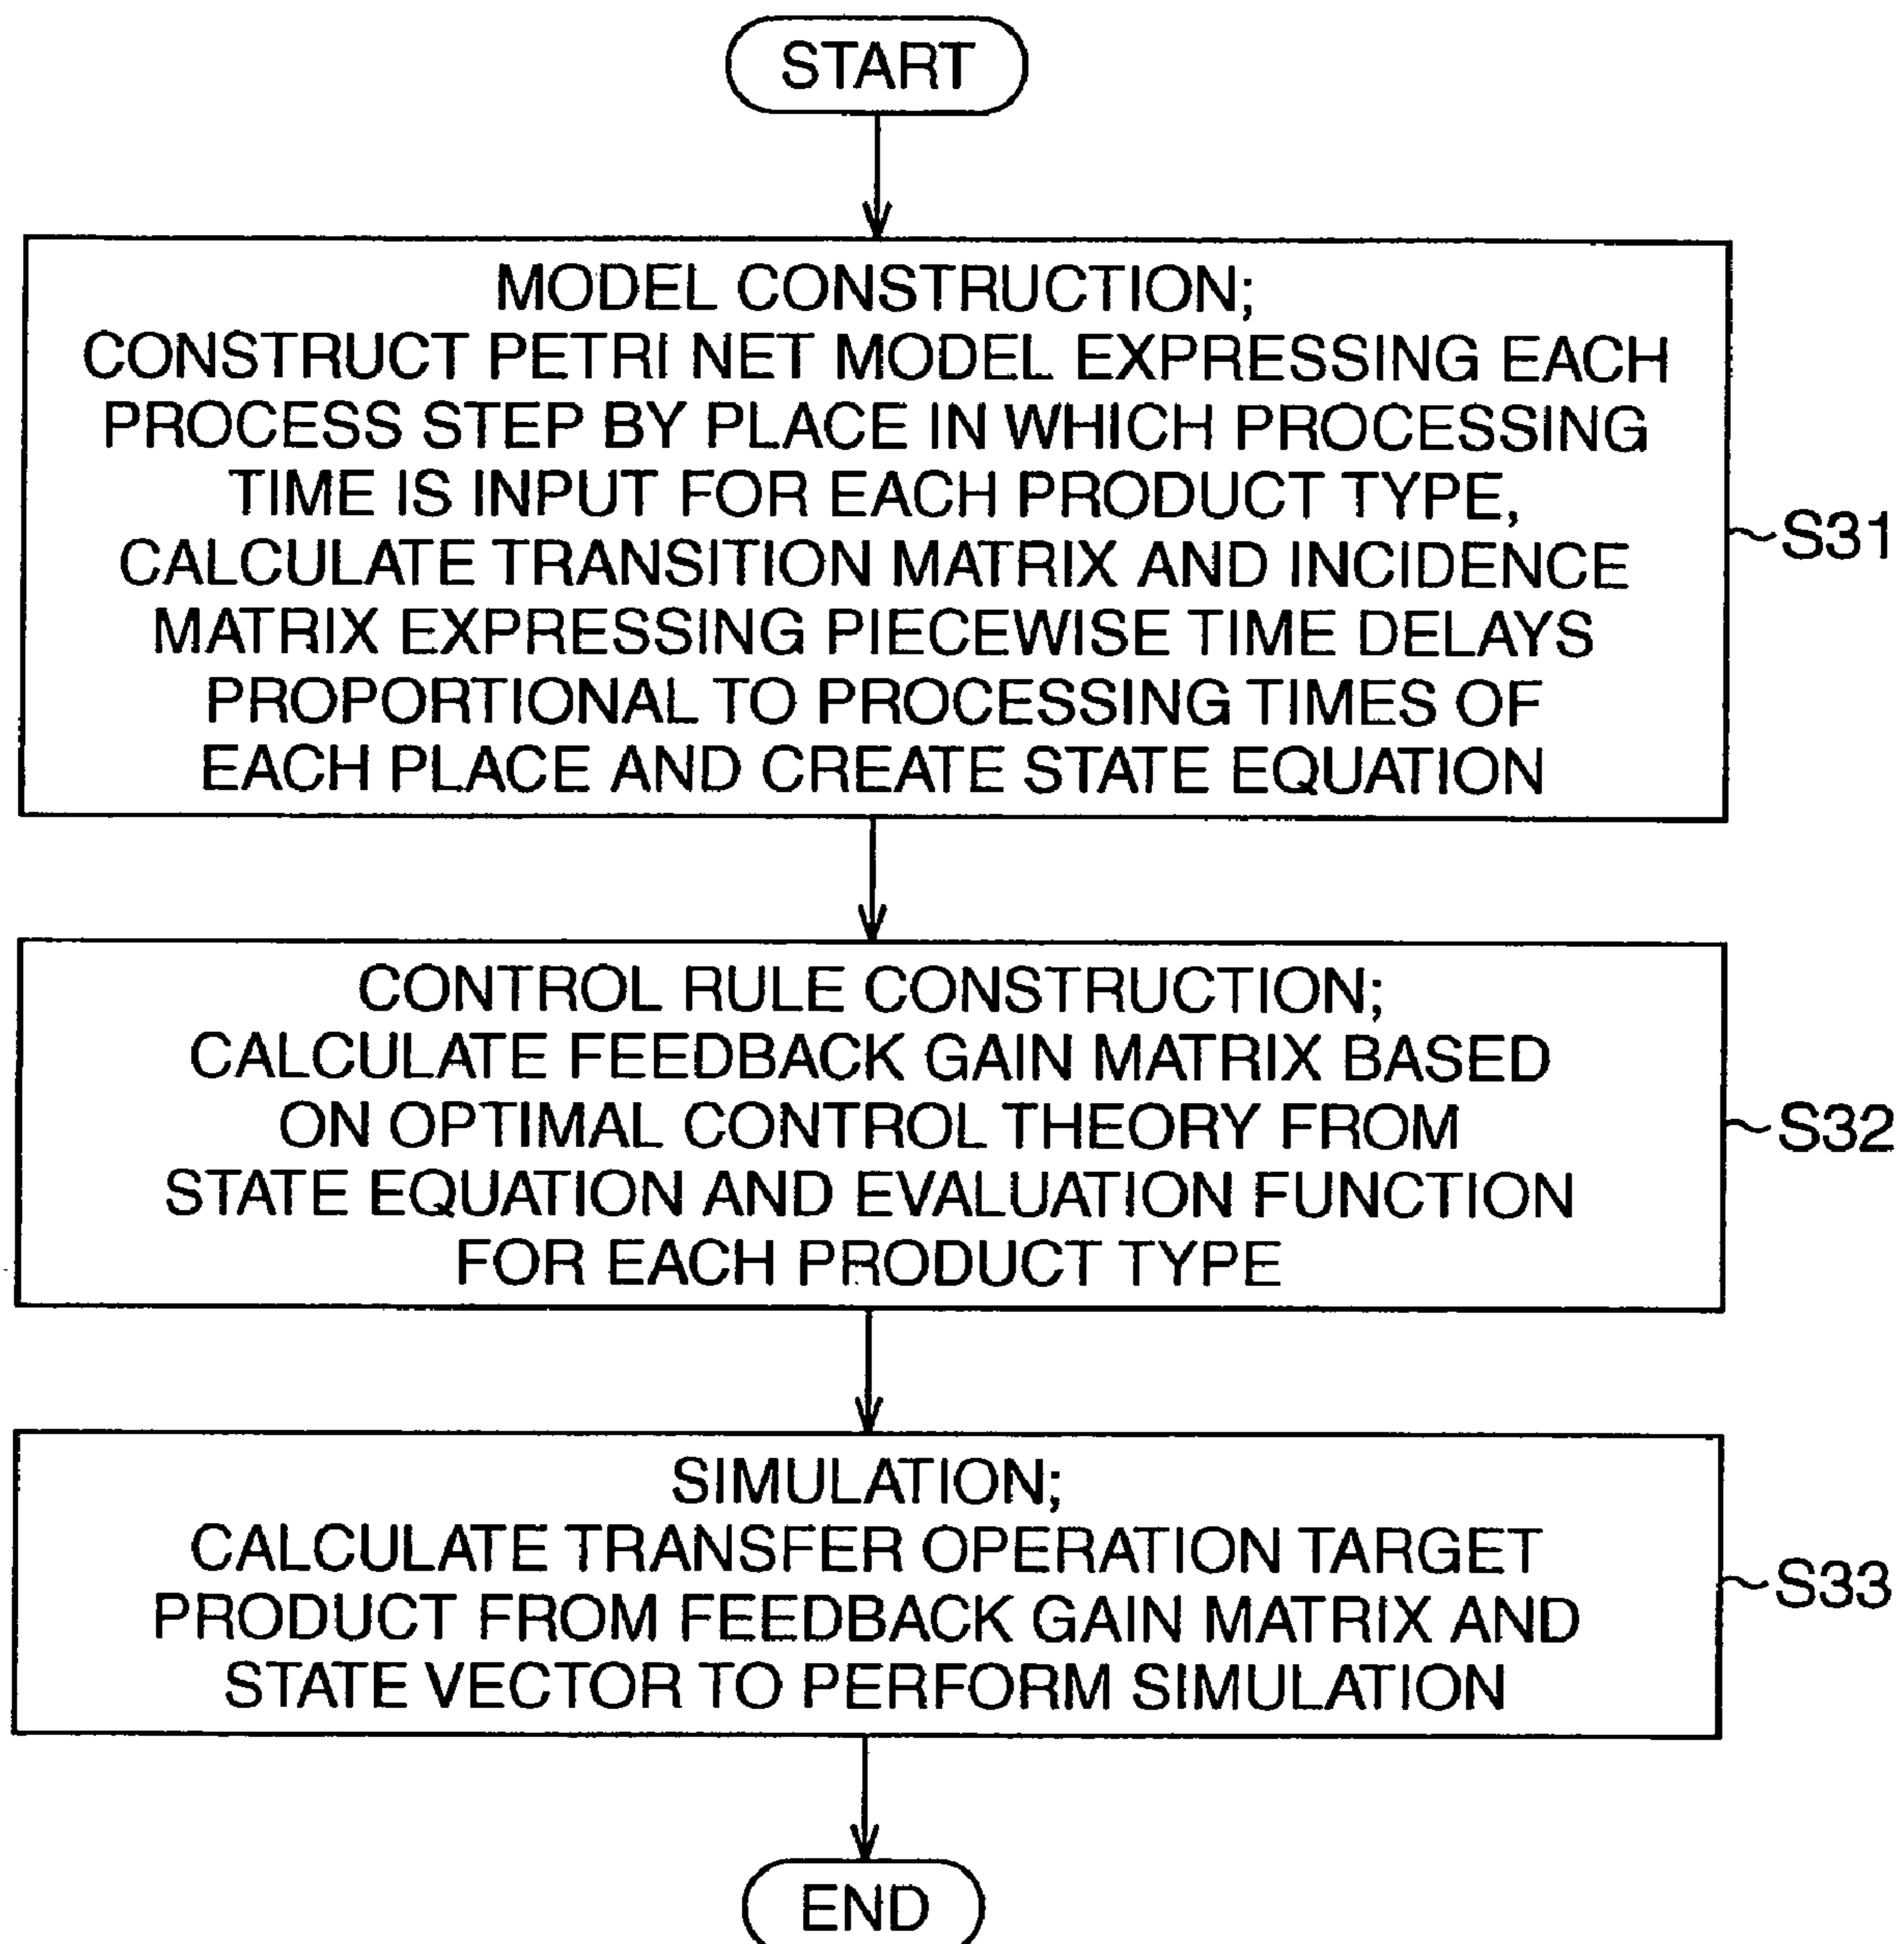 START
MODEL CONSTRUCTION;
CONSTRUCT PETRI NET MODEL EXPRESSING EACH
PROCESS STEP BY PLACE IN WHICH PROCESSING
TIME IS INPUT FOR EACH PRODUCT TYPE,
CALCULATE TRANSITION MATRIX AND INCIDENCE
MATRIX EXPRESSING PIECEWISE TIME DELAYS
PROPORTIONAL TO PROCESSING TIMES OF
EACH PLACE AND CREATE STATE EQUATION
S31
CONTROL RULE CONSTRUCTION;
CALCULATE FEEDBACK GAIN MATRIX BASED
ON OPTIMAL CONTROL THEORY FROM
STATE EQUATION AND EVALUATION FUNCTION
FOR EACH PRODUCT TYPE
S32
SIMULATION;
CALCULATE TRANSFER OPERATION TARGET
PRODUCT FROM FEEDBACK GAIN MATRIX AND
STATE VECTOR TO PERFORM SIMULATION
S33
END